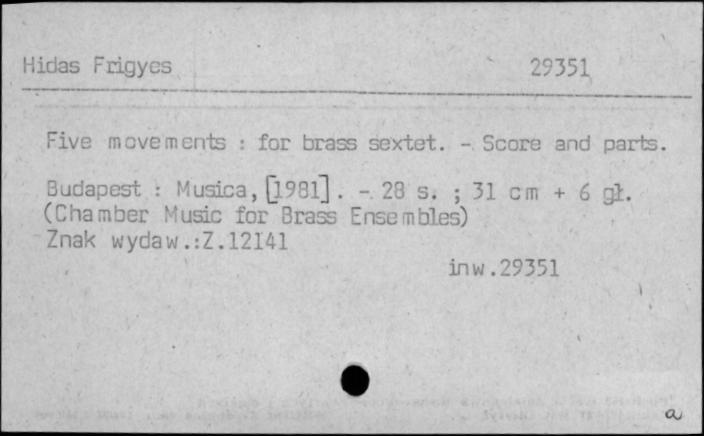 Hidas Frigyes 29351
Five movements : for brass sextet. - Score and parts.
Budapest : Musica, [1981]. - 28 s. ; 31 cm + 6 gł.
(Chamber Music for Brass Ensembles)
Znak wydaw.:Z.12141
inw.29351
a